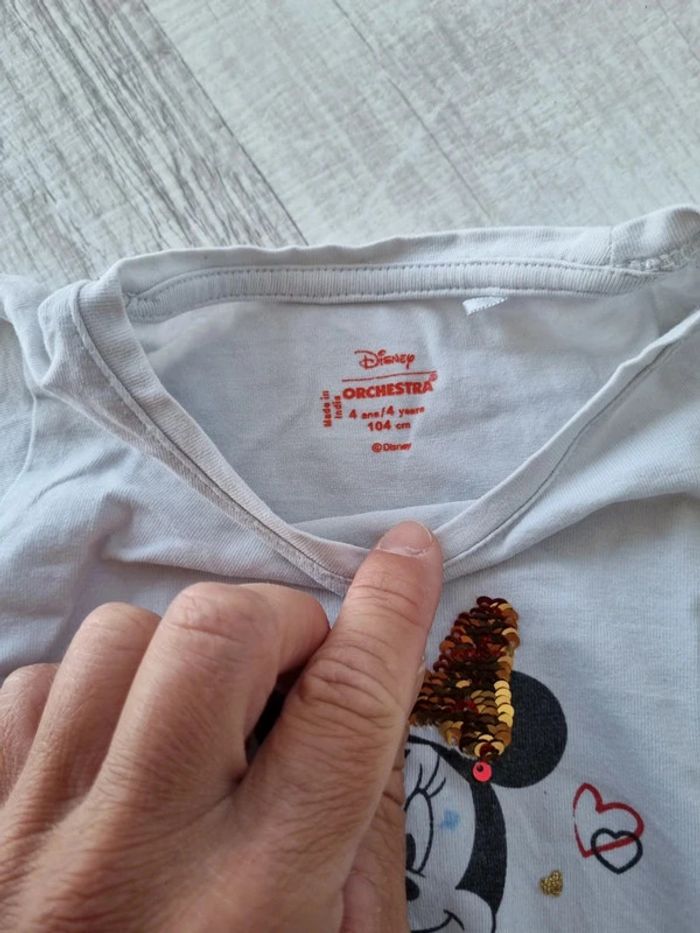 Disney
ORCHESTRA®
Made in
India
4 ans/4 years
104 cm
©Disney